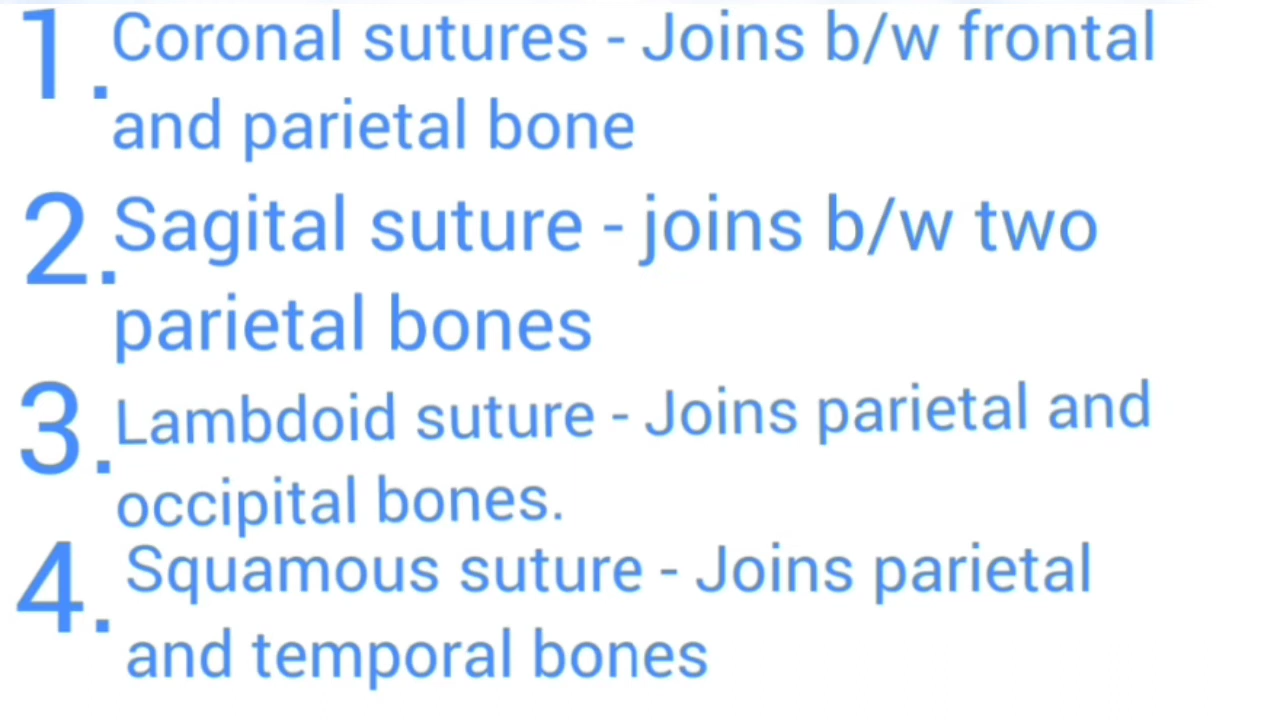 1. Coronal sutures - Joins b/w frontal
and parietal bone
2. Sagital suture - joins b/w two
parietal bones
3. Lambdoid suture - Joins parietal and
occipital bones.
4. Squamous suture - Joins parietal
and temporal bones